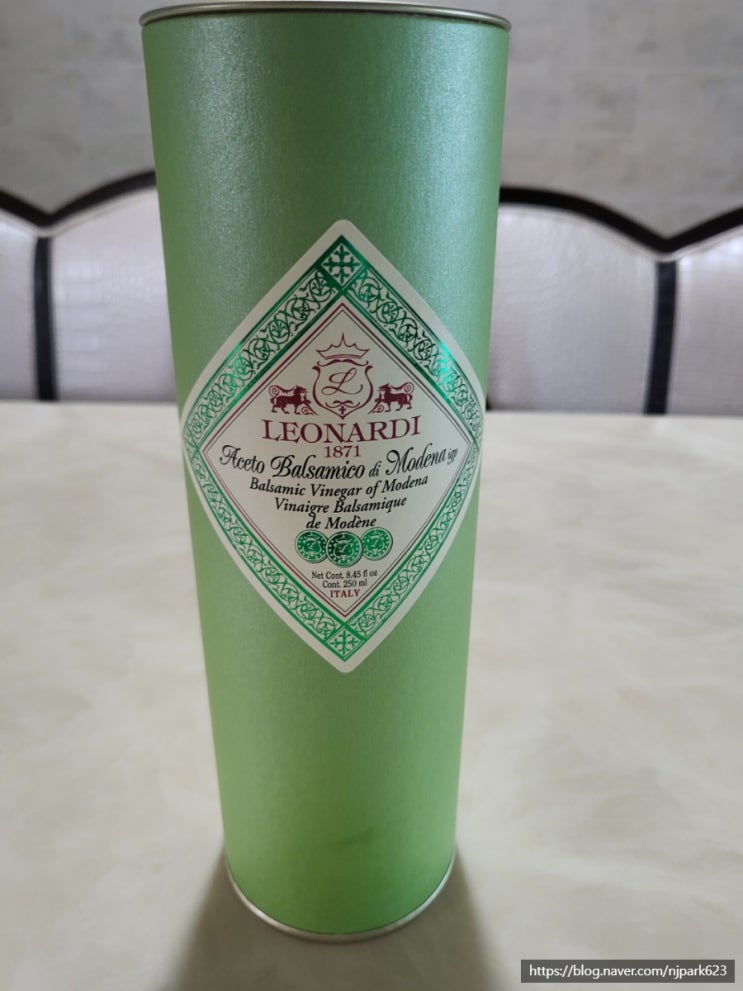 L
LEONARDI
1871
Aceto Balsamico di Modena igp
Balsamic Vinegar of Modena
Vinaigre Balsamique
de Modène
Net Cont. 8.45 fl oz
Cont. 250 ml
ITALY
https://blog.naver.com/njpark623